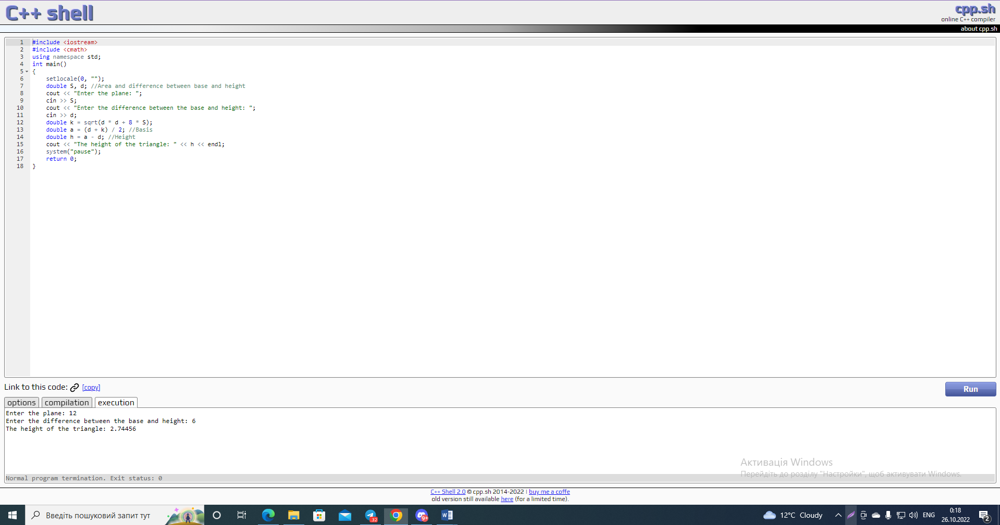 C++ shell
cpp.sh
online C++ compiler
about cpp.sh
1 #include <iostream>
2 #include <cmath>
3 using namespace std;
4 int main()
5 {
6 setlocale(0, "");
7 double S, d; //Area and difference between base and height
8 cout << "Enter the plane: ";
9 cin >> S;
10 cout << "Enter the difference between the base and height: ";
11 cin >> d;
12 double k = sqrt(d * d + 8 * S);
13 double a = (d + k) / 2; //Basis
14 double h = a - d; //Height
15 cout << "The height of the triangle: " << h << endl;
16 system("pause");
17 return 0;
18 }
Link to this code: [copy]
Run
options compilation execution
Enter the plane: 12
Enter the difference between the base and height: 6
The height of the triangle: 2.74456
Активація Windows
Перейдіть до розділу "Настройки", щоб активувати Windows.
Normal program termination. Exit status: 0
C++ Shell 2.0 © cpp.sh 2014-2022 | buy me a coffe
old version still available here (for a limited time).
Введіть пошуковий запит тут
32
9+
12°C Cloudy
ENG
0:18
26.10.2022
2